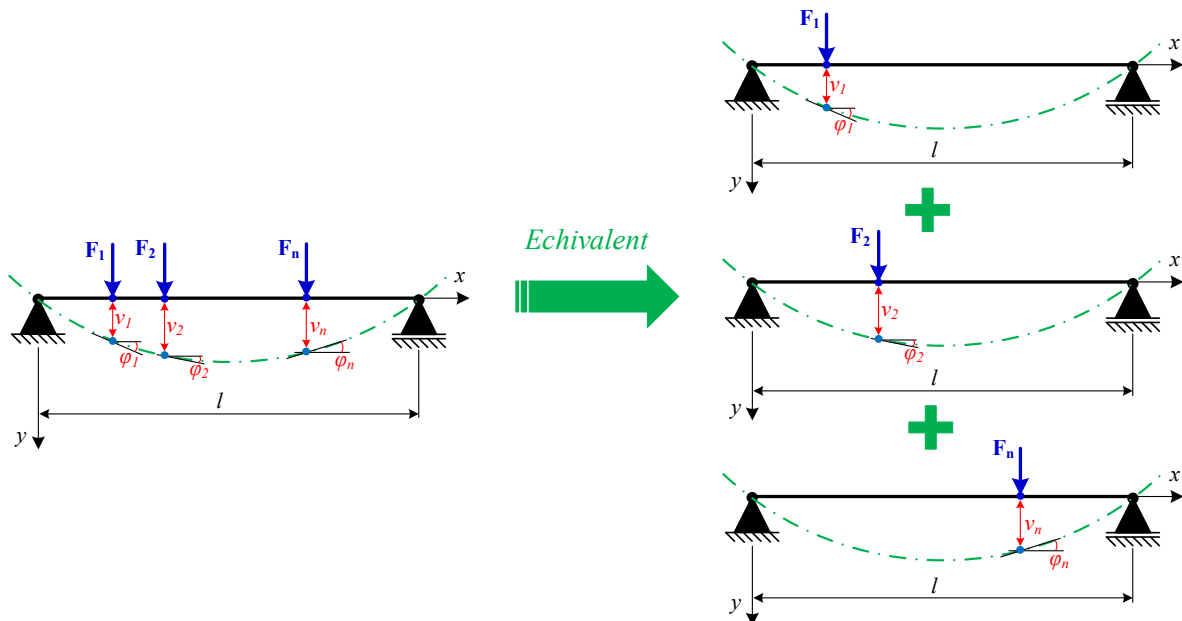 F1 F2 Fn
x
v1 v2 vn
φ1 φ2 φn
l
y
Echivalent
F1
x
v1
φ1
l
y
F2
x
v2
φ2
l
y
Fn
x
vn
φn
l
y